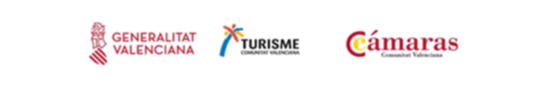 GENERALITAT
VALENCIANA
TURISME
COMUNITAT VALENCIANA
Cámaras
Comunitat Valenciana